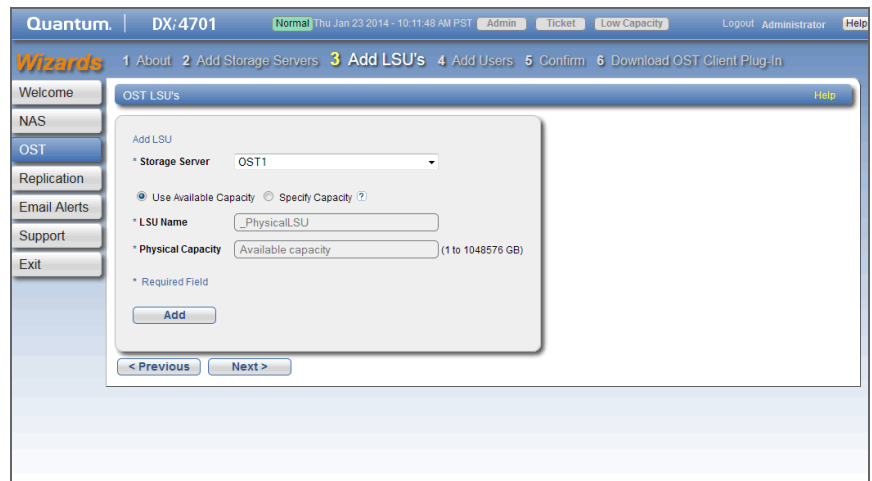 Quantum. | DXi4701 Normal Thu Jan 23 2014 - 10:11:48 AM PST Admin Ticket Low Capacity Logout Administrator Help
Wizards 1 About 2 Add Storage Servers 3 Add LSU's 4 Add Users 5 Confirm 6 Download OST Client Plug-In
Welcome
NAS
OST
Replication
Email Alerts
Support
Exit
OST LSU's Help
Add LSU
* Storage Server OST1
Use Available Capacity Specify Capacity ?
* LSU Name _PhysicalLSU
* Physical Capacity Available capacity (1 to 1048576 GB)
* Required Field
Add
< Previous Next >